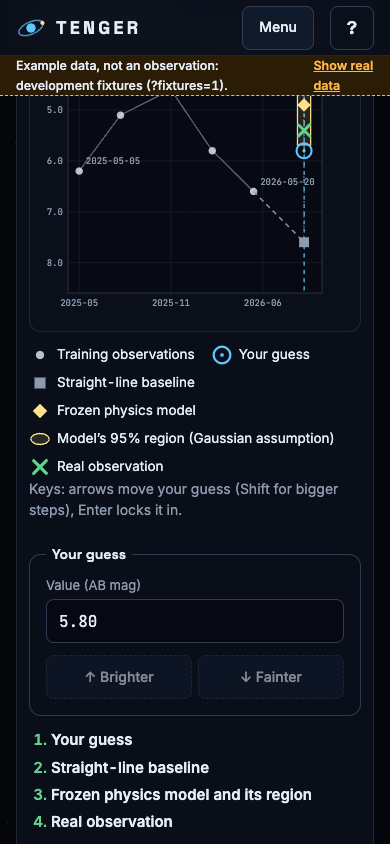 TENGER
Menu
?
Example data, not an observation:
development fixtures (?fixtures=1).
Show real
data
5.0
2025-05-05
6.0
2026-05-20
7.0
8.0
2025-05
2025-11
2026-06
Training observations
Your guess
Straight-line baseline
Frozen physics model
Model's 95% region (Gaussian assumption)
Real observation
Keys: arrows move your guess (Shift for bigger
steps), Enter locks it in.
Your guess
Value (AB mag)
5.80
↑ Brighter
↓ Fainter
1. Your guess
2. Straight-line baseline
3. Frozen physics model and its region
4. Real observation